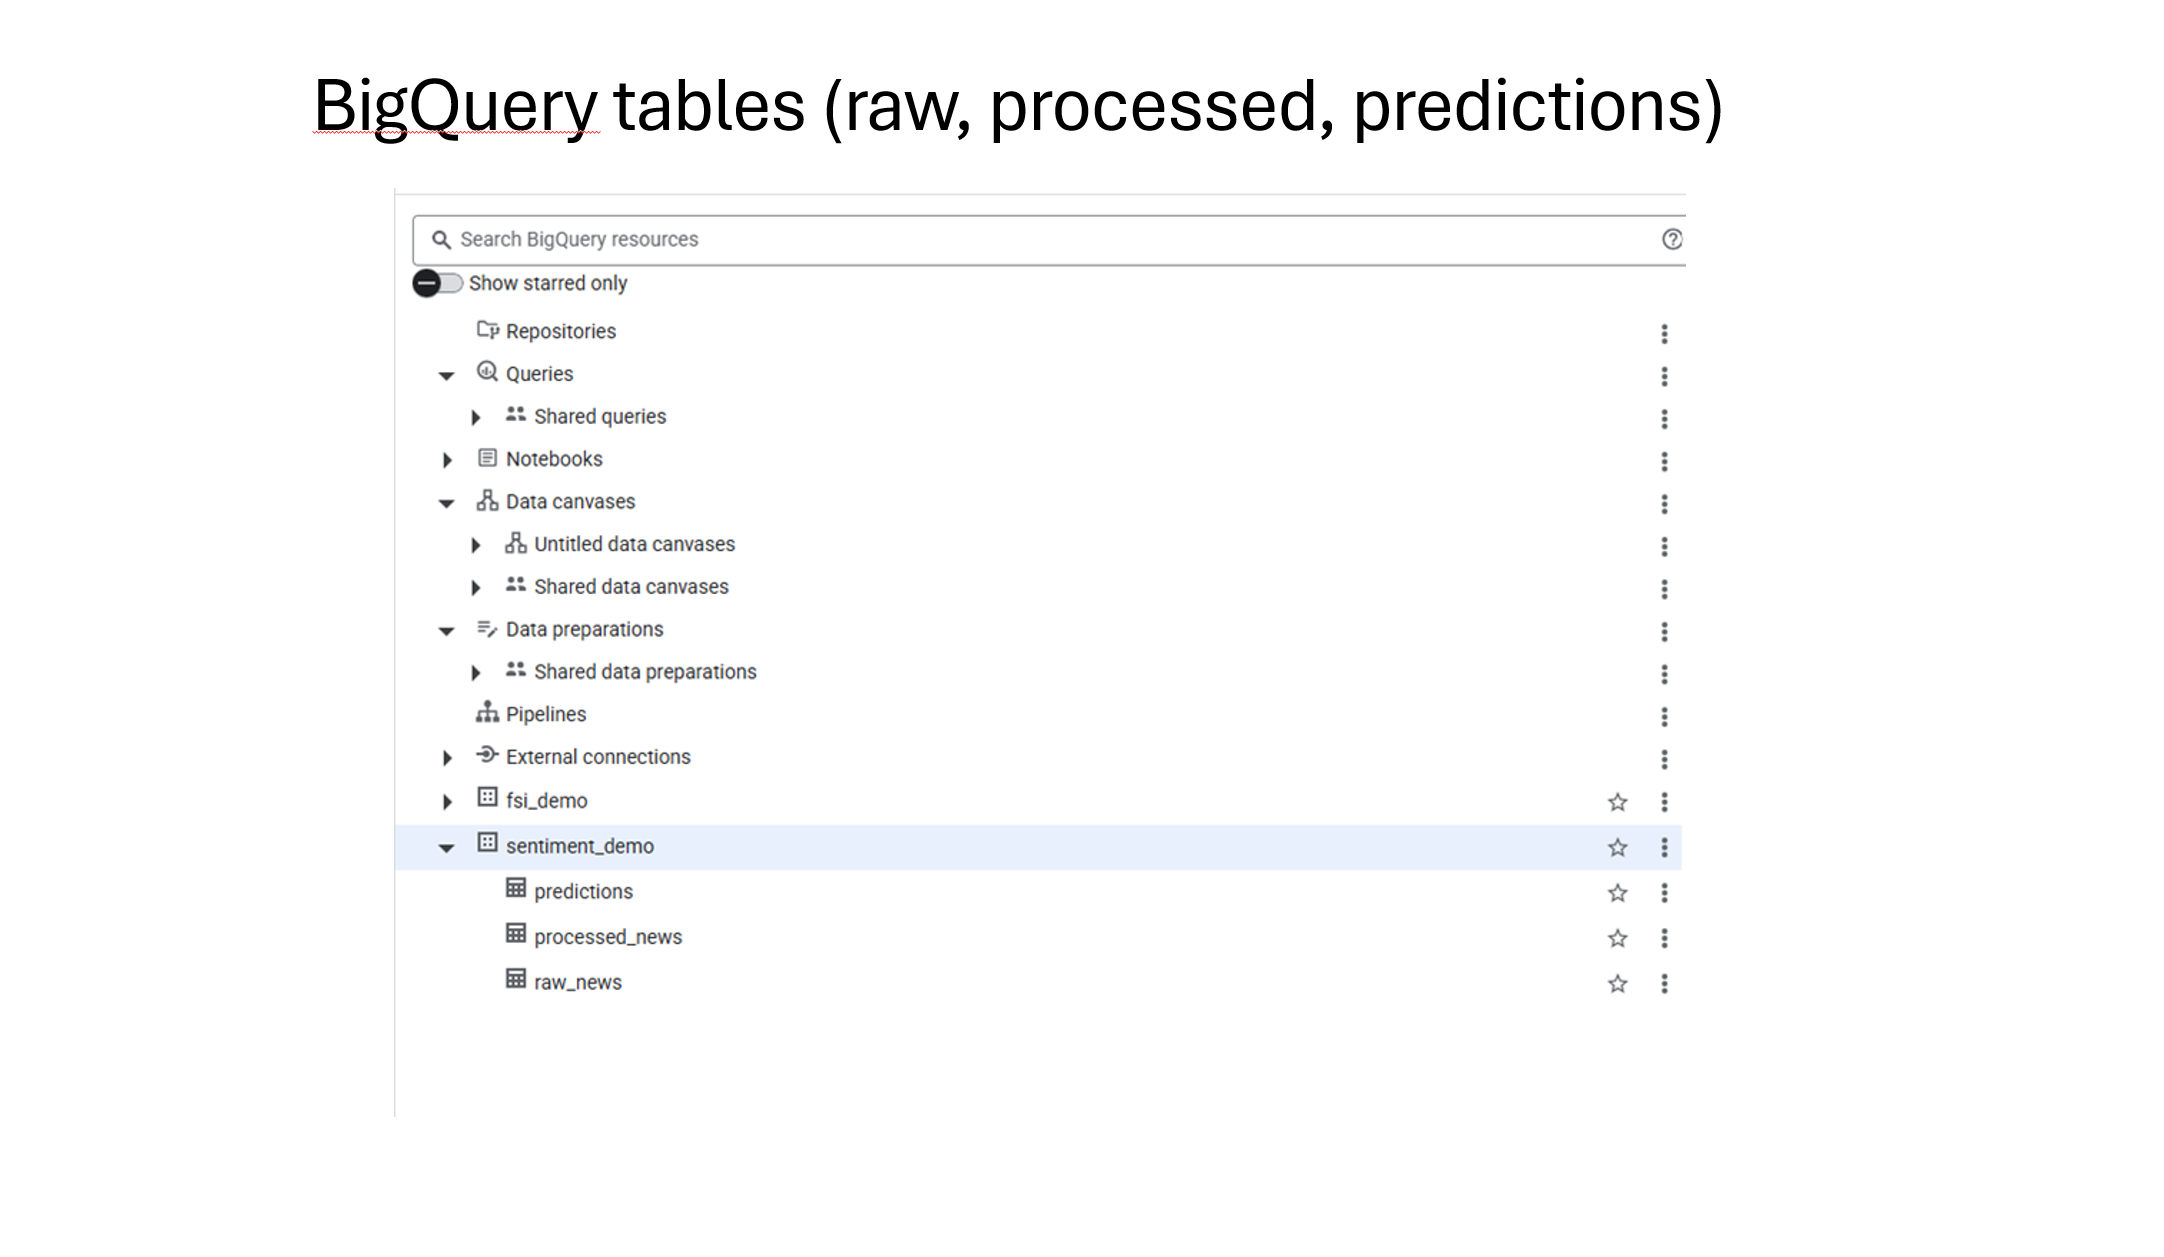 BigQuery tables (raw, processed, predictions)
Search BigQuery resources
Show starred only
Repositories
Queries
Shared queries
Notebooks
Data canvases
Untitled data canvases
Shared data canvases
Data preparations
Shared data preparations
Pipelines
External connections
fsi_demo
sentiment_demo
predictions
processed_news
raw_news